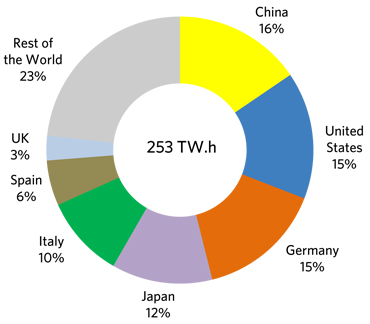 China
16%
United
States
15%
Germany
15%
Japan
12%
Italy
10%
Spain
6%
UK
3%
Rest of
the World
23%
253 TW.h